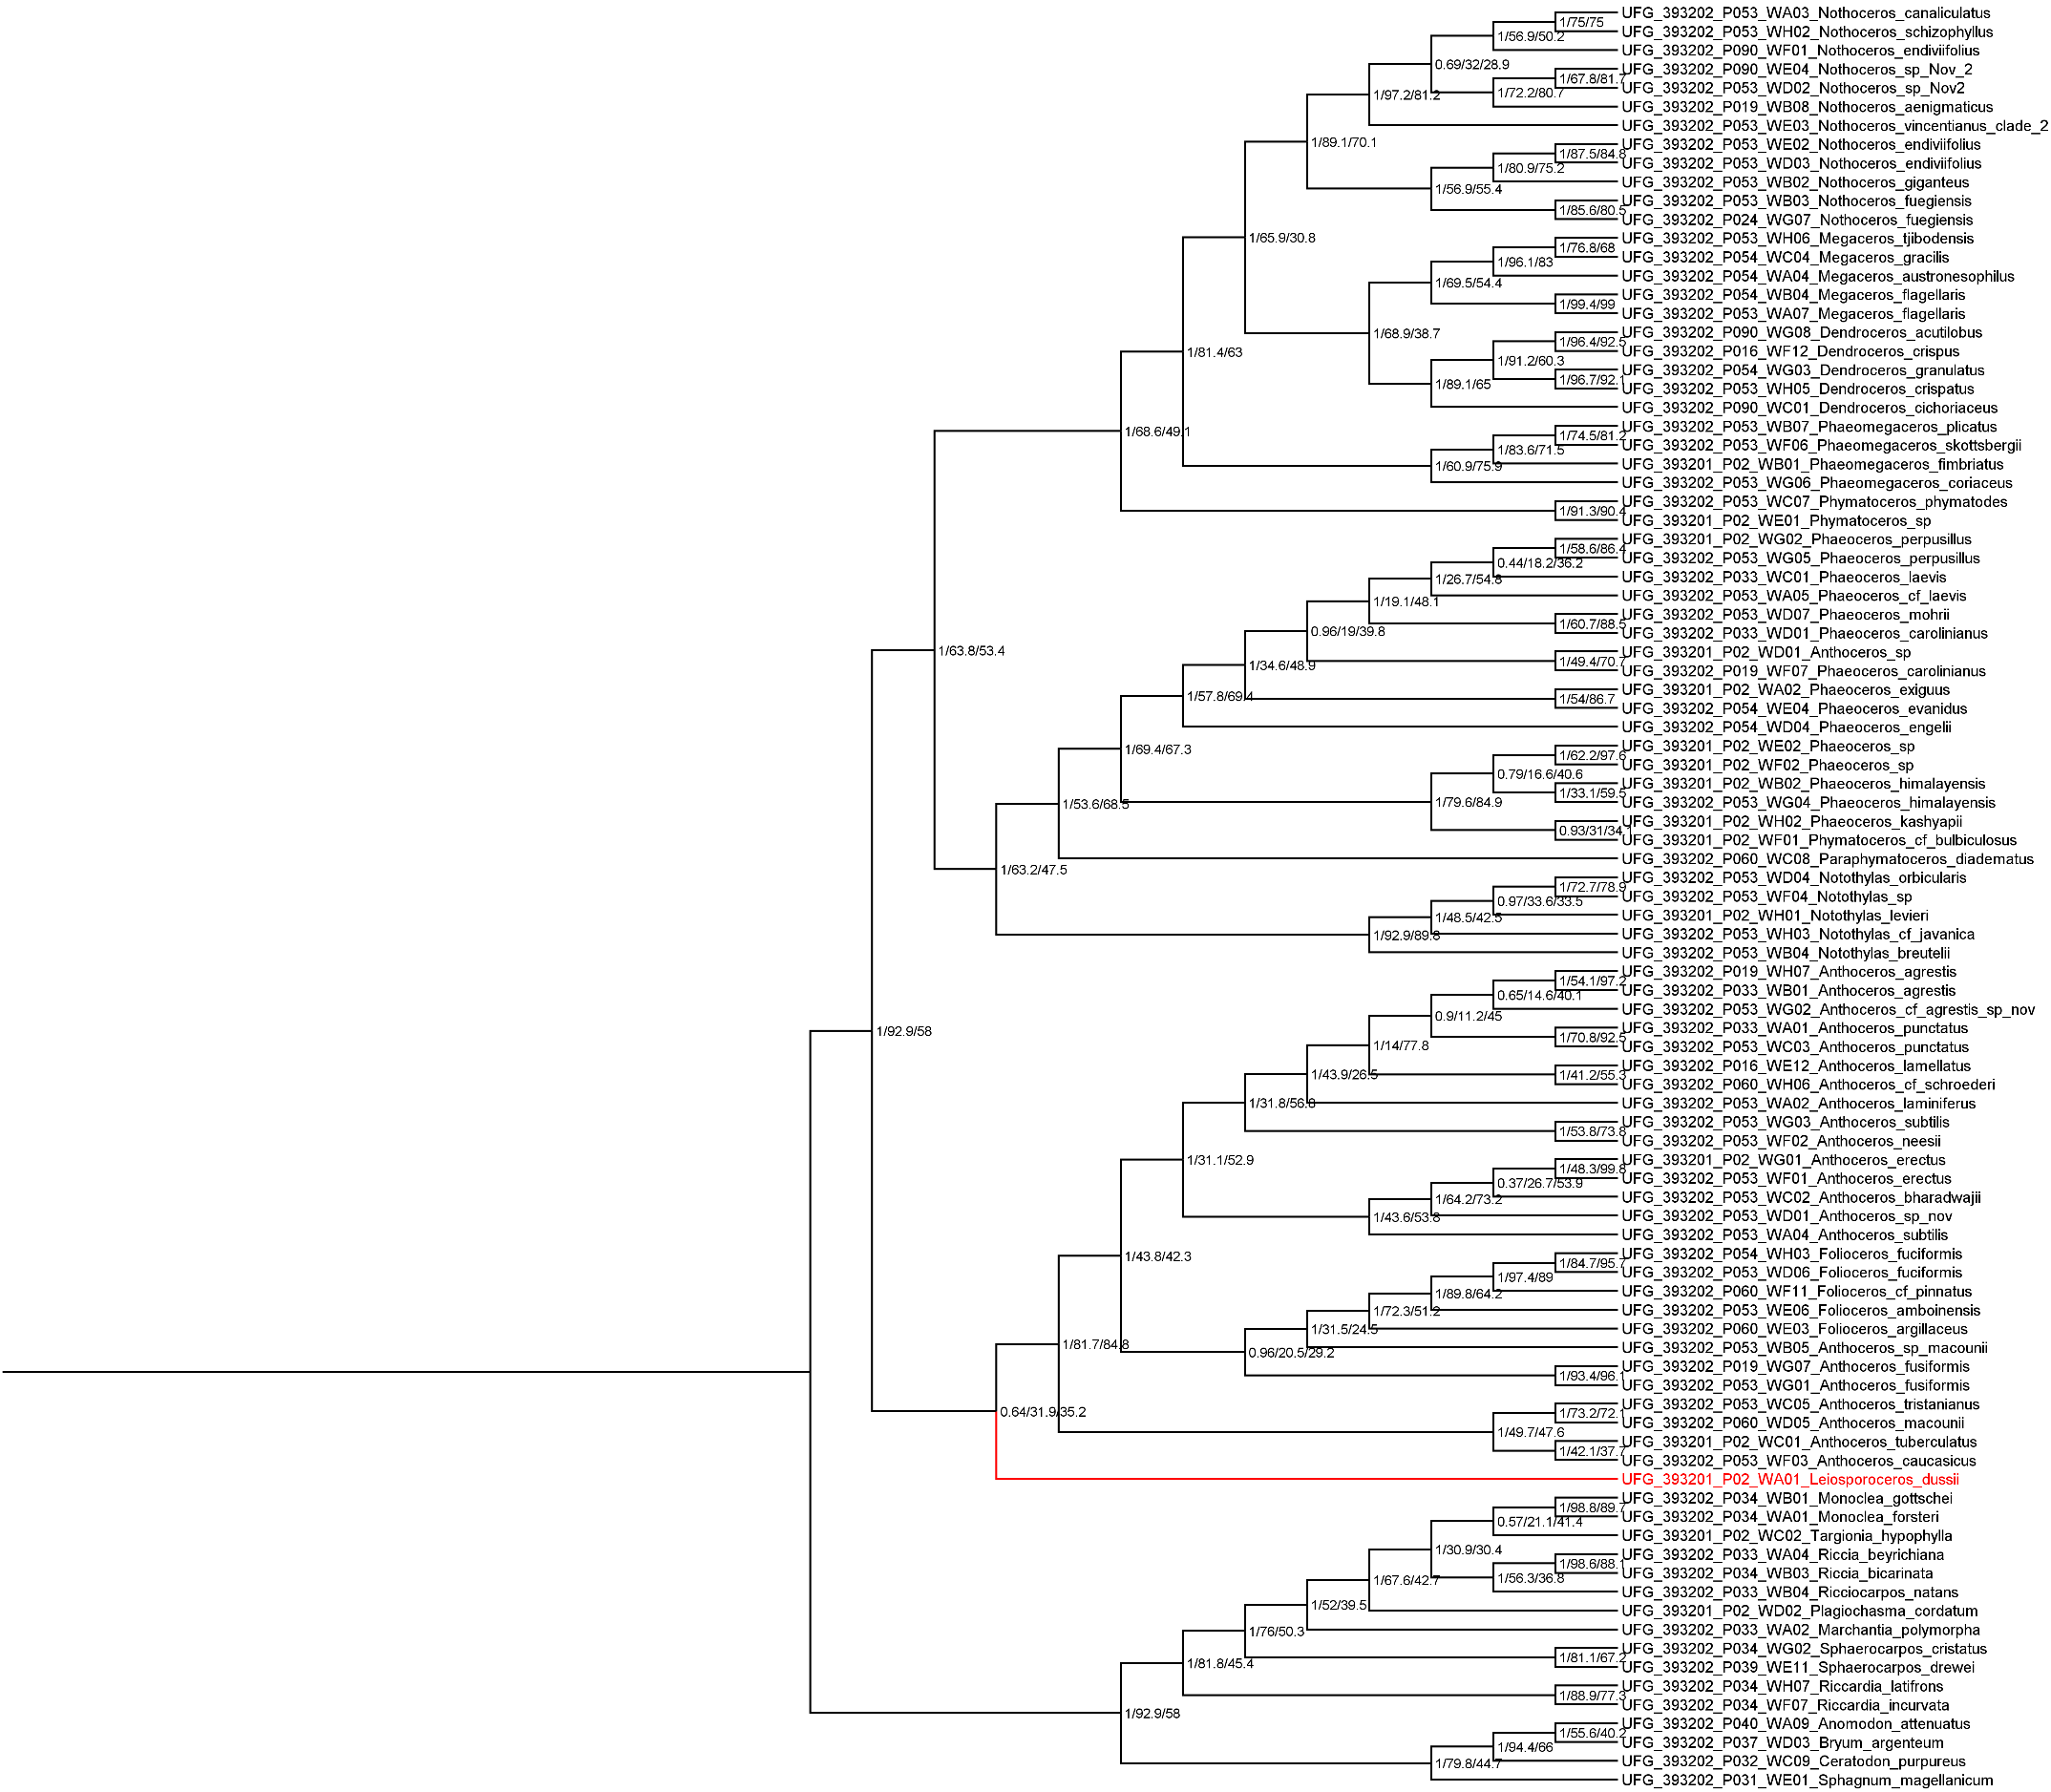 UFG_393202_P053_WA03_Nothoceros_canaliculatus
1/75/75
UFG_393202_P053_WH02_Nothoceros_schizophyllus
1/56.9/50.2
UFG_393202_P090_WF01_Nothoceros_endiviifolius
0.69/32/28.9
UFG_393202_P090_WE04_Nothoceros_sp_Nov_2
1/67.8/81.7
UFG_393202_P053_WD02_Nothoceros_sp_Nov2
1/97.2/81.2
1/72.2/80.7
UFG_393202_P019_WB08_Nothoceros_aenigmaticus
UFG_393202_P053_WE03_Nothoceros_vincentianus_clade_2
1/89.1/70.1
UFG_393202_P053_WE02_Nothoceros_endiviifolius
1/87.5/84.8
UFG_393202_P053_WD03_Nothoceros_endiviifolius
1/80.9/75.2
UFG_393202_P053_WB02_Nothoceros_giganteus
1/56.9/55.4
UFG_393202_P053_WB03_Nothoceros_fuegiensis
1/85.6/80.5
UFG_393202_P024_WG07_Nothoceros_fuegiensis
1/65.9/30.8
UFG_393202_P053_WH06_Megaceros_tjibodensis
1/76.8/68
UFG_393202_P054_WC04_Megaceros_gracilis
1/96.1/83
UFG_393202_P054_WA04_Megaceros_austronesophilus
1/69.5/54.4
UFG_393202_P054_WB04_Megaceros_flagellaris
1/99.4/99
UFG_393202_P053_WA07_Megaceros_flagellaris
1/68.9/38.7
UFG_393202_P090_WG08_Dendroceros_acutilobus
1/96.4/92.5
UFG_393202_P016_WF12_Dendroceros_crispus
1/81.4/63
1/91.2/60.3
UFG_393202_P054_WG03_Dendroceros_granulatus
1/96.7/92.1
UFG_393202_P053_WH05_Dendroceros_crispatus
1/89.1/65
UFG_393202_P090_WC01_Dendroceros_cichoriaceus
UFG_393202_P053_WB07_Phaeomegaceros_plicatus
1/68.6/49.1
1/74.5/81.2
UFG_393202_P053_WF06_Phaeomegaceros_skottsbergii
1/83.6/71.5
UFG_393201_P02_WB01_Phaeomegaceros_fimbriatus
1/60.9/75.9
UFG_393202_P053_WG06_Phaeomegaceros_coriaceus
UFG_393202_P053_WC07_Phymatoceros_phymatodes
1/91.3/90.4
UFG_393201_P02_WE01_Phymatoceros_sp
UFG_393201_P02_WG02_Phaeoceros_perpusillus
1/58.6/86.4
UFG_393202_P053_WG05_Phaeoceros_perpusillus
0.44/18.2/36.2
UFG_393202_P033_WC01_Phaeoceros_laevis
1/26.7/54.8
UFG_393202_P053_WA05_Phaeoceros_cf_laevis
1/19.1/48.1
UFG_393202_P053_WD07_Phaeoceros_mohrii
1/60.7/88.5
UFG_393202_P033_WD01_Phaeoceros_carolinianus
0.96/19/39.8
1/63.8/53.4
UFG_393201_P02_WD01_Anthoceros_sp
1/49.4/70.7
1/34.6/48.9
UFG_393202_P019_WF07_Phaeoceros_carolinianus
UFG_393201_P02_WA02_Phaeoceros_exiguus
1/57.8/69.4
1/54/86.7
UFG_393202_P054_WE04_Phaeoceros_evanidus
UFG_393202_P054_WD04_Phaeoceros_engelii
1/69.4/67.3
UFG_393201_P02_WE02_Phaeoceros_sp
1/62.2/97.6
UFG_393201_P02_WF02_Phaeoceros_sp
0.79/16.6/40.6
UFG_393201_P02_WB02_Phaeoceros_himalayensis
1/33.1/59.5
1/53.6/68.5
1/79.6/84.9
UFG_393202_P053_WG04_Phaeoceros_himalayensis
UFG_393201_P02_WH02_Phaeoceros_kashyapii
0.93/31/34.1
UFG_393201_P02_WF01_Phymatoceros_cf_bulbiculosus
UFG_393202_P060_WC08_Paraphymatoceros_diadematus
1/63.2/47.5
UFG_393202_P053_WD04_Notothylas_orbicularis
1/72.7/78.9
UFG_393202_P053_WF04_Notothylas_sp
0.97/33.6/33.5
UFG_393201_P02_WH01_Notothylas_levieri
1/48.5/42.5
UFG_393202_P053_WH03_Notothylas_cf_javanica
1/92.9/89.8
UFG_393202_P053_WB04_Notothylas_breutelii
UFG_393202_P019_WH07_Anthoceros_agrestis
1/54.1/97.2
UFG_393202_P033_WB01_Anthoceros_agrestis
0.65/14.6/40.1
UFG_393202_P053_WG02_Anthoceros_cf_agrestis_sp_nov
0.9/11.2/45
UFG_393202_P033_WA01_Anthoceros_punctatus
1/92.9/58
1/70.8/92.5
UFG_393202_P053_WC03_Anthoceros_punctatus
1/14/77.8
UFG_393202_P016_WE12_Anthoceros_lamellatus
1/43.9/26.5
1/41.2/55.3
UFG_393202_P060_WH06_Anthoceros_cf_schroederi
1/31.8/56.8
UFG_393202_P053_WA02_Anthoceros_laminiferus
UFG_393202_P053_WG03_Anthoceros_subtilis
1/53.8/73.8
UFG_393202_P053_WF02_Anthoceros_neesii
1/31.1/52.9
UFG_393201_P02_WG01_Anthoceros_erectus
1/48.3/99.8
UFG_393202_P053_WF01_Anthoceros_erectus
0.37/26.7/53.9
UFG_393202_P053_WC02_Anthoceros_bharadwajii
1/64.2/73.2
UFG_393202_P053_WD01_Anthoceros_sp_nov
1/43.6/53.8
UFG_393202_P053_WA04_Anthoceros_subtilis
1/43.8/42.3
UFG_393202_P054_WH03_Folioceros_fuciformis
1/84.7/95.7
UFG_393202_P053_WD06_Folioceros_fuciformis
1/97.4/89
UFG_393202_P060_WF11_Folioceros_cf_pinnatus
1/89.8/64.2
UFG_393202_P053_WE06_Folioceros_amboinensis
1/72.3/51.2
UFG_393202_P060_WE03_Folioceros_argillaceus
1/31.5/24.5
1/81.7/84.8
UFG_393202_P053_WB05_Anthoceros_sp_macounii
0.96/20.5/29.2
UFG_393202_P019_WG07_Anthoceros_fusiformis
1/93.4/96.1
UFG_393202_P053_WG01_Anthoceros_fusiformis
UFG_393202_P053_WC05_Anthoceros_tristanianus
0.64/31.9/35.2
1/73.2/72.1
UFG_393202_P060_WD05_Anthoceros_macounii
1/49.7/47.6
UFG_393201_P02_WC01_Anthoceros_tuberculatus
1/42.1/37.7
UFG_393202_P053_WF03_Anthoceros_caucasicus
UFG_393201_P02_WA01_Leiosporoceros_dussii
UFG_393202_P034_WB01_Monoclea_gottschei
1/98.8/89.7
UFG_393202_P034_WA01_Monoclea_forsteri
0.57/21.1/41.4
UFG_393201_P02_WC02_Targionia_hypophylla
1/30.9/30.4
UFG_393202_P033_WA04_Riccia_beyrichiana
1/98.6/88.1
UFG_393202_P034_WB03_Riccia_bicarinata
1/67.6/42.7
1/56.3/36.8
UFG_393202_P033_WB04_Ricciocarpos_natans
1/52/39.5
UFG_393201_P02_WD02_Plagiochasma_cordatum
UFG_393202_P033_WA02_Marchantia_polymorpha
1/76/50.3
UFG_393202_P034_WG02_Sphaerocarpos_cristatus
1/81.1/67.2
1/81.8/45.4
UFG_393202_P039_WE11_Sphaerocarpos_drewei
UFG_393202_P034_WH07_Riccardia_latifrons
1/88.9/77.3
UFG_393202_P034_WF07_Riccardia_incurvata
1/92.9/58
UFG_393202_P040_WA09_Anomodon_attenuatus
1/55.6/40.2
UFG_393202_P037_WD03_Bryum_argenteum
1/94.4/66
UFG_393202_P032_WC09_Ceratodon_purpureus
1/79.8/44.7
UFG_393202_P031_WE01_Sphagnum_magellanicum